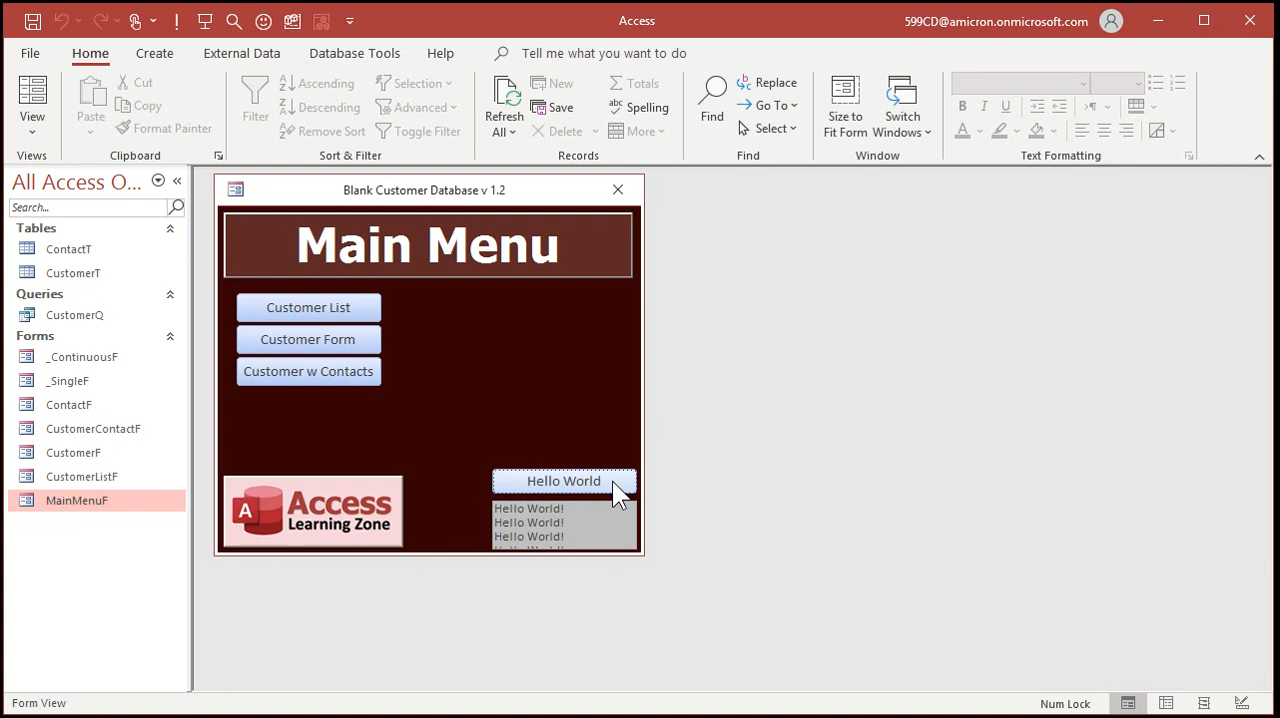 Access
599CD@amicron.onmicrosoft.com
File Home Create External Data Database Tools Help Tell me what you want to do
View
Views
Paste
Cut
Copy
Format Painter
Clipboard
Filter
Ascending
Descending
Remove Sort
Selection
Advanced
Toggle Filter
Sort & Filter
Refresh
All
New
Save
Delete
Totals
Spelling
More
Records
Find
Replace
Go To
Select
Find
Size to
Fit Form
Switch
Windows
Window
Text Formatting
All Access O...
Search...
Tables
ContactT
CustomerT
Queries
CustomerQ
Forms
_ContinuousF
_SingleF
ContactF
CustomerContactF
CustomerF
CustomerListF
MainMenuF
Blank Customer Database v 1.2
Main Menu
Customer List
Customer Form
Customer w Contacts
A Access
Learning Zone
Hello World
Hello World!
Hello World!
Hello World!
Hello World!
Form View
Num Lock